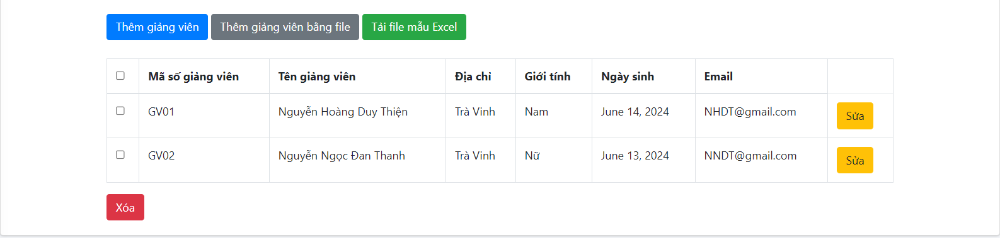 Thêm giảng viên Thêm giảng viên bằng file Tải file mẫu Excel
Mã số giảng viên Tên giảng viên Địa chỉ Giới tính Ngày sinh Email
GV01 Nguyễn Hoàng Duy Thiện Trà Vinh Nam June 14, 2024 NHDT@gmail.com Sửa
GV02 Nguyễn Ngọc Đan Thanh Trà Vinh Nữ June 13, 2024 NNDT@gmail.com Sửa
Xóa